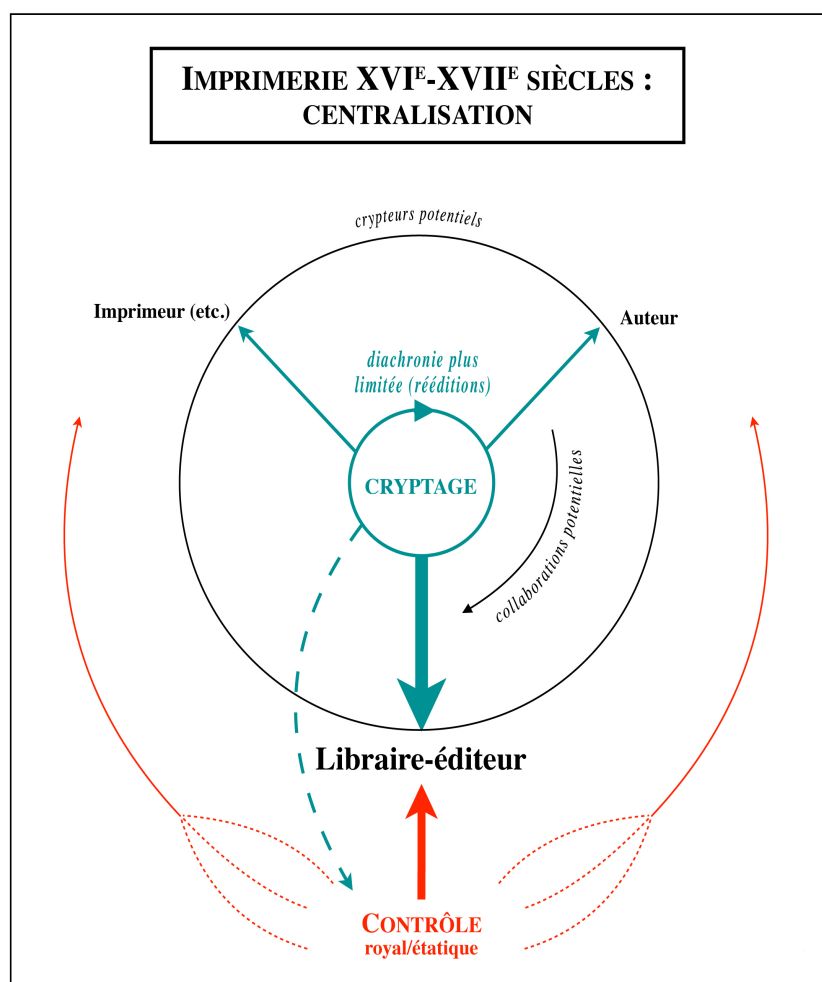 IMPRIMERIE XVIE-XVIIE SIÈCLES :
CENTRALISATION
crypteurs potentiels
Imprimeur (etc.)
Auteur
diachronie plus
limitée (rééditions)
CRYPTAGE
collaborations potentielles
Libraire-éditeur
CONTRÔLE
royal/étatique